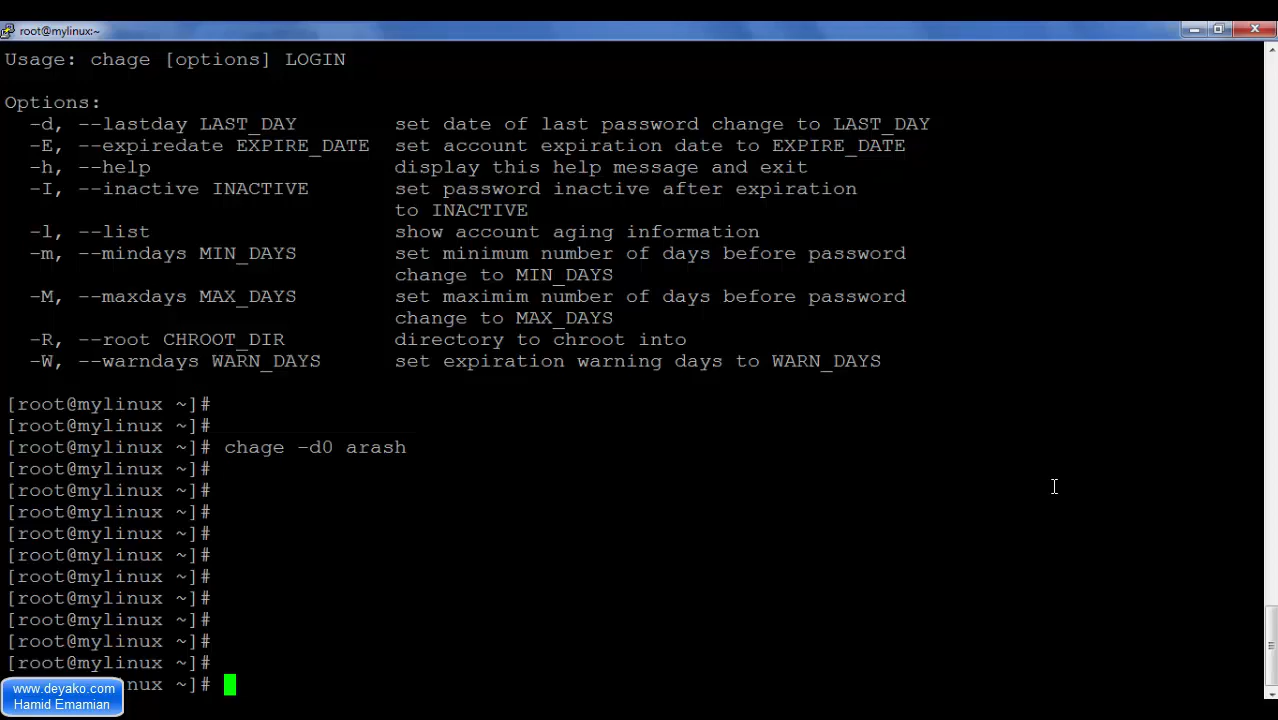 root@mylinux:~
Usage: chage [options] LOGIN
Options:
-d, --lastday LAST_DAY set date of last password change to LAST_DAY
-E, --expiredate EXPIRE_DATE set account expiration date to EXPIRE_DATE
-h, --help display this help message and exit
-I, --inactive INACTIVE set password inactive after expiration
to INACTIVE
-l, --list show account aging information
-m, --mindays MIN_DAYS set minimum number of days before password
change to MIN_DAYS
-M, --maxdays MAX_DAYS set maximim number of days before password
change to MAX_DAYS
-R, --root CHROOT_DIR directory to chroot into
-W, --warndays WARN_DAYS set expiration warning days to WARN_DAYS
[root@mylinux ~]#
[root@mylinux ~]#
[root@mylinux ~]# chage -d0 arash
[root@mylinux ~]#
[root@mylinux ~]#
[root@mylinux ~]#
[root@mylinux ~]#
[root@mylinux ~]#
[root@mylinux ~]#
[root@mylinux ~]#
[root@mylinux ~]#
[root@mylinux ~]#
[root@mylinux ~]#
inux ~]#
www.deyako.com
Hamid Emamian